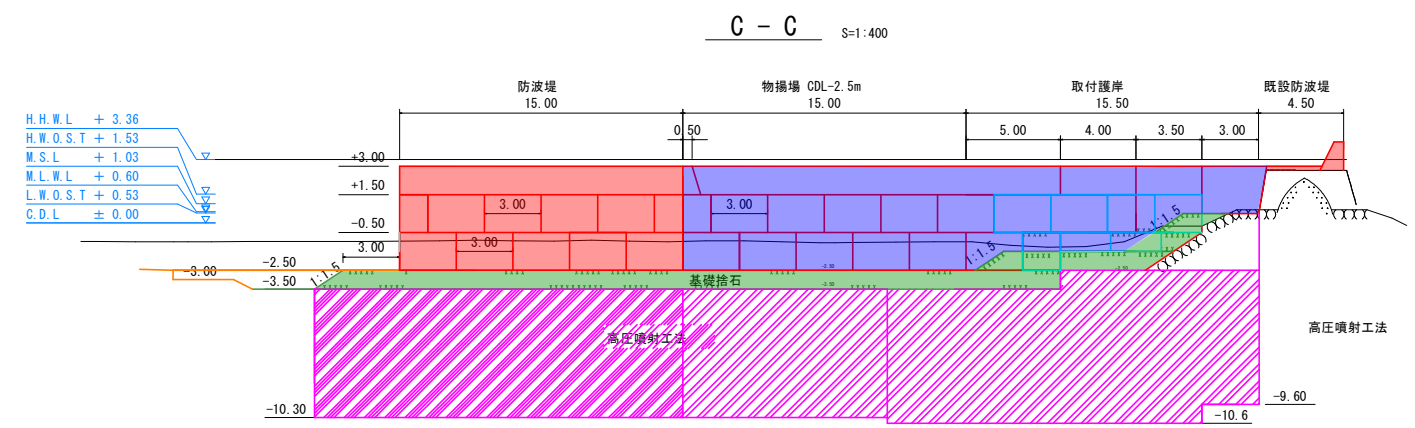 C - C S=1:400
防波堤 物揚場 CDL-2.5m 取付護岸 既設防波堤
15.00 15.00 15.50 4.50
0.50 5.00 4.00 3.50 3.00
H.H.W.L + 3.36
H.W.O.S.T + 1.53
M.S.L + 1.03
M.L.W.L + 0.60
L.W.O.S.T + 0.53
C.D.L ± 0.00
+3.00
+1.50
3.00 3.00
-0.50
3.00 3.00
1:1.5 1:1.5
-2.50
-3.00
1:1.5
-3.50
基礎捨石
高圧噴射工法
高圧噴射工法
-10.30
-9.60
-10.6